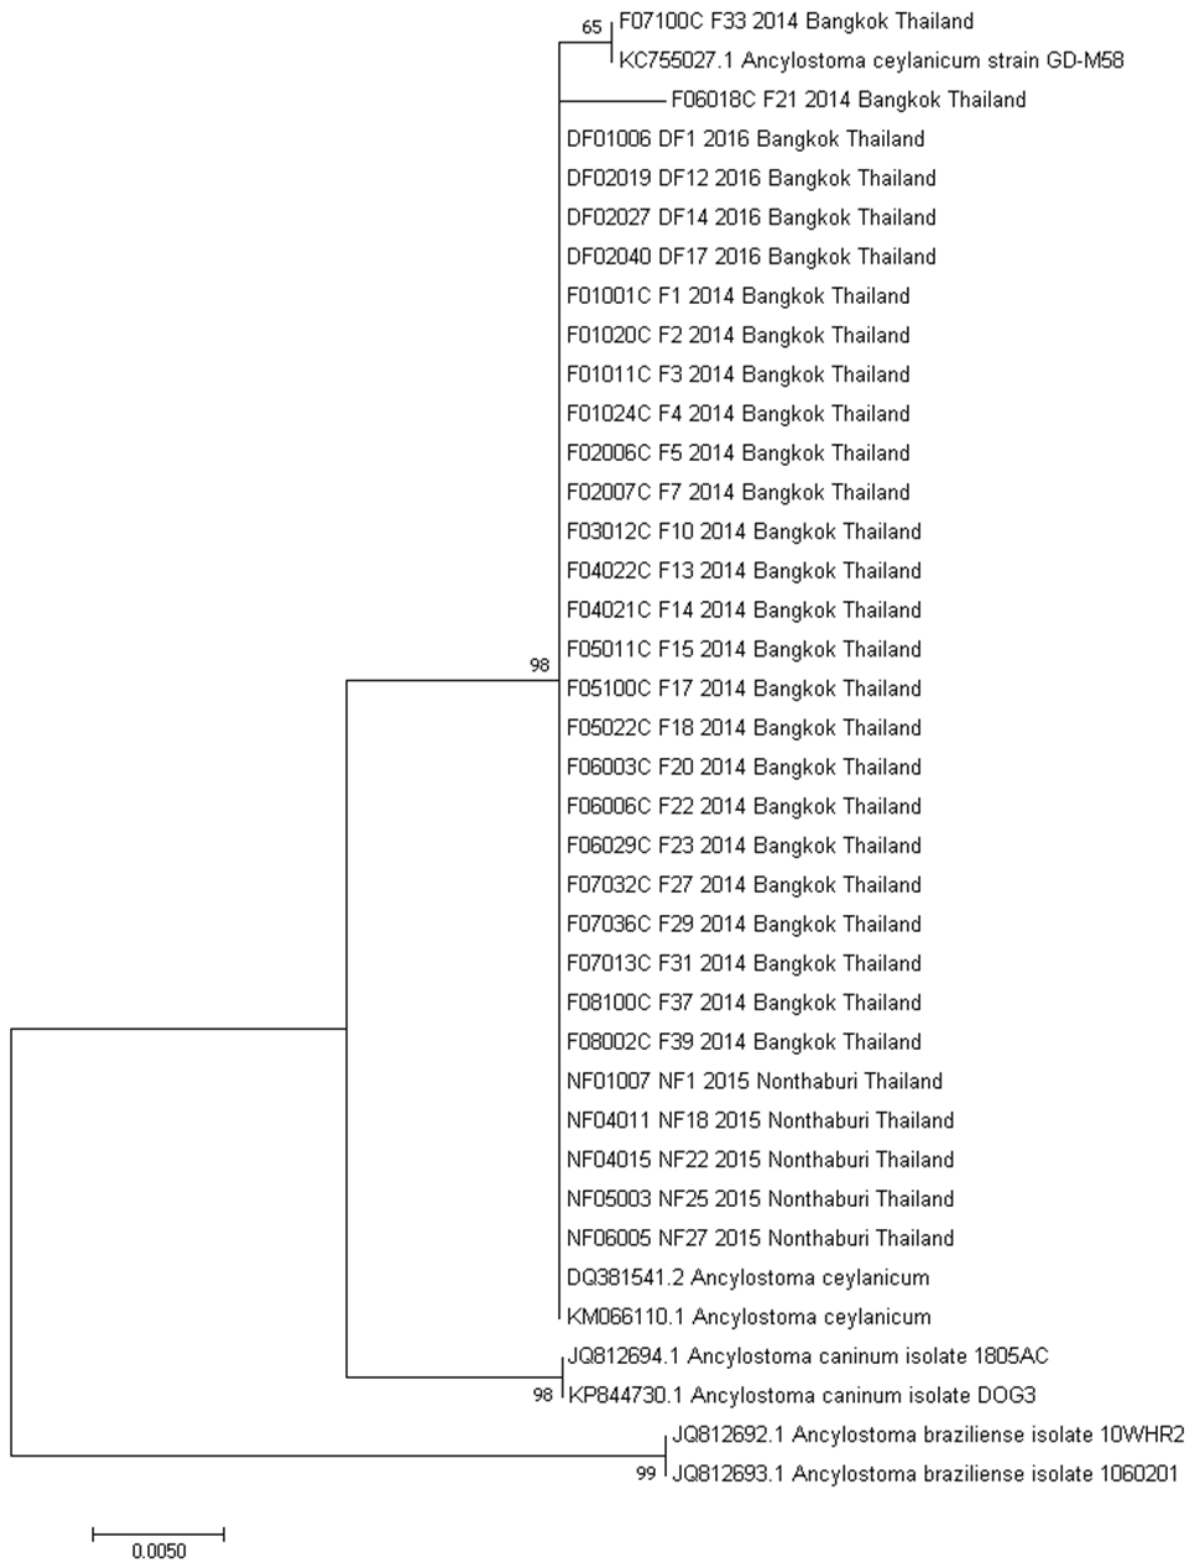 65
F07100C F33 2014 Bangkok Thailand
KC755027.1 Ancylostoma ceylanicum strain GD-M58
F06018C F21 2014 Bangkok Thailand
DF01006 DF1 2016 Bangkok Thailand
DF02019 DF12 2016 Bangkok Thailand
DF02027 DF14 2016 Bangkok Thailand
DF02040 DF17 2016 Bangkok Thailand
F01001C F1 2014 Bangkok Thailand
F01020C F2 2014 Bangkok Thailand
F01011C F3 2014 Bangkok Thailand
F01024C F4 2014 Bangkok Thailand
F02006C F5 2014 Bangkok Thailand
F02007C F7 2014 Bangkok Thailand
F03012C F10 2014 Bangkok Thailand
F04022C F13 2014 Bangkok Thailand
F04021C F14 2014 Bangkok Thailand
F05011C F15 2014 Bangkok Thailand
98
F05100C F17 2014 Bangkok Thailand
F05022C F18 2014 Bangkok Thailand
F06003C F20 2014 Bangkok Thailand
F06006C F22 2014 Bangkok Thailand
F06029C F23 2014 Bangkok Thailand
F07032C F27 2014 Bangkok Thailand
F07036C F29 2014 Bangkok Thailand
F07013C F31 2014 Bangkok Thailand
F08100C F37 2014 Bangkok Thailand
F08002C F39 2014 Bangkok Thailand
NF01007 NF1 2015 Nonthaburi Thailand
NF04011 NF18 2015 Nonthaburi Thailand
NF04015 NF22 2015 Nonthaburi Thailand
NF05003 NF25 2015 Nonthaburi Thailand
NF06005 NF27 2015 Nonthaburi Thailand
DQ381541.2 Ancylostoma ceylanicum
KM066110.1 Ancylostoma ceylanicum
JQ812694.1 Ancylostoma caninum isolate 1805AC
98
KP844730.1 Ancylostoma caninum isolate DOG3
JQ812692.1 Ancylostoma braziliense isolate 10WHR2
99
JQ812693.1 Ancylostoma braziliense isolate 1060201
0.0050